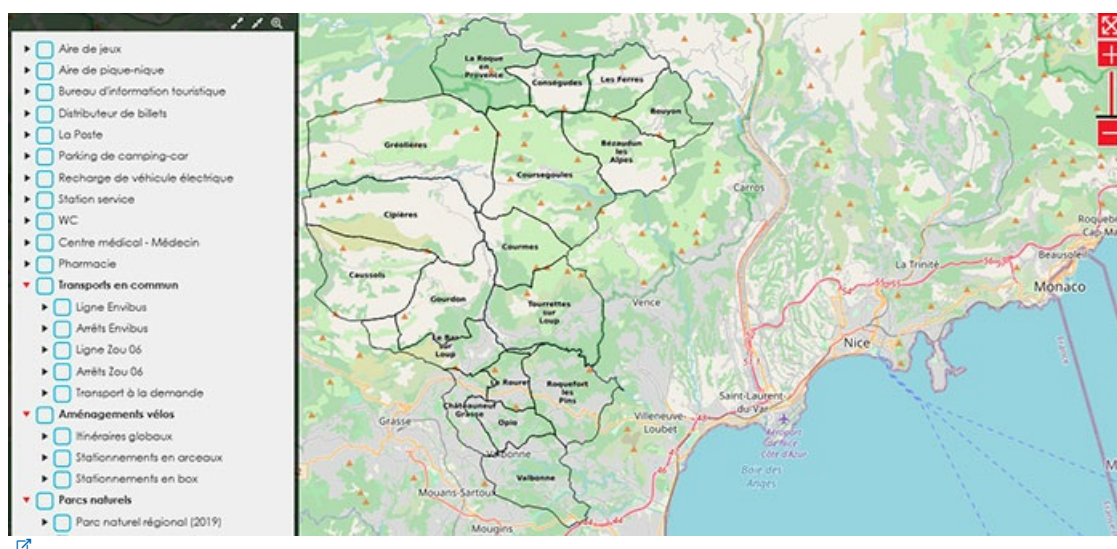 Aire de jeux
Aire de pique-nique
Bureau d'information touristique
Distributeur de billets
La Poste
Parking de camping-car
Recharge de véhicule électrique
Station service
WC
Centre médical - Médecin
Pharmacie
Transports en commun
Ligne Envibus
Arrêts Envibus
Ligne Zou 06
Arrêts Zou 06
Transport à la demande
Aménagements vélos
Itinéraires globaux
Stationnements en arceaux
Stationnements en box
Parcs naturels
Parc naturel régional (2019)
La Roque
en
Provence
Conségudes
Les Ferres
Bouyon
Gréolières
Bézaudun
les
Alpes
Coursegoules
Carros
Cipières
Courmes
Caussols
Gourdon
Tourrettes
sur
Loup
Vence
Le Bar
sur
Loup
La Trinité
Beausoleil
Monaco
Nice
Le Rouret
Roquefort
les
Pins
Châteauneuf
Grasse
Opio
Grasse
Villeneuve-
Loubet
Saint-Laurent-
du-Var
Aéroport
Nice
Côte d'Azur
Baie des
Anges
Valbonne
Valbonne
Mouans-Sartoux
Mougins
France